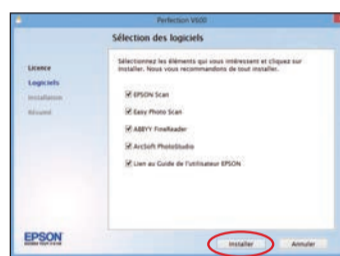 Perfection V600
Sélection des logiciels
Licence
Logiciels
Installation
Résumé
Sélectionnez les éléments qui vous intéressent et cliquez sur
Installer. Nous vous recommandons de tout installer.
EPSON Scan
Easy Photo Scan
ABBYY FineReader
ArcSoft PhotoStudio
Lien au Guide de l'utilisateur EPSON
EPSON
Installer
Annuler